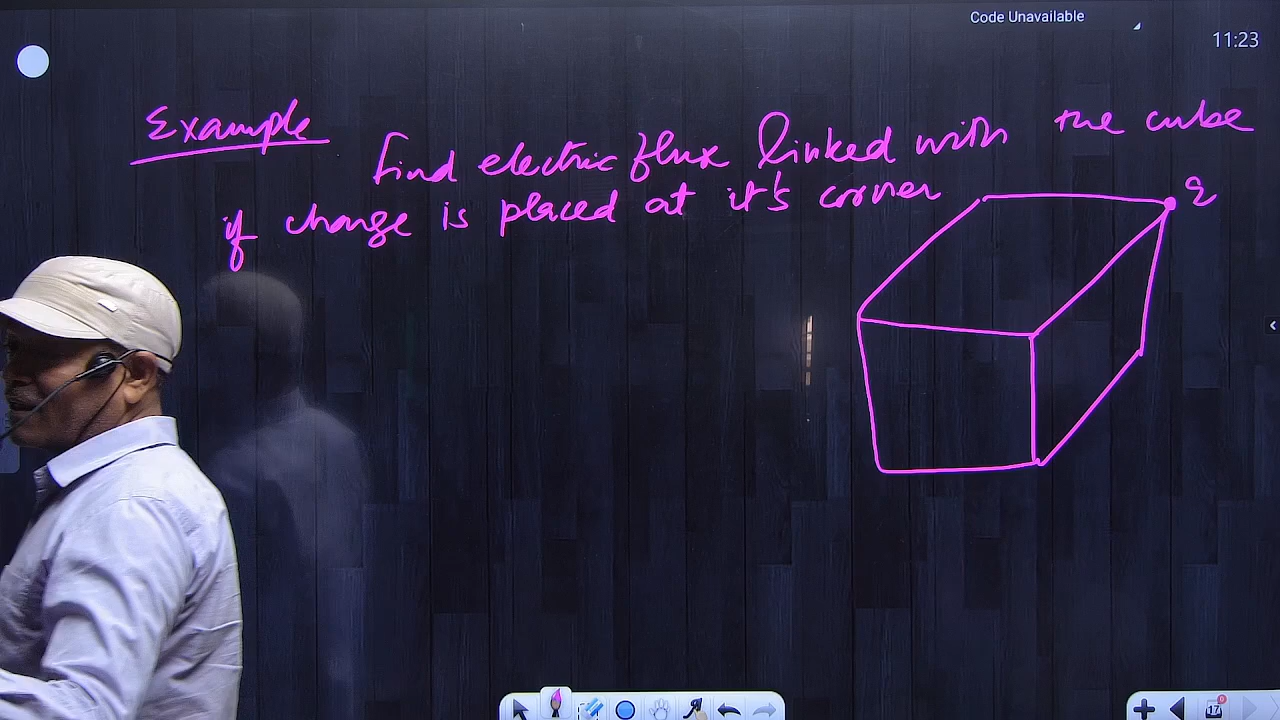 Code Unavailable
11:23
Example
find electric flux linked with the cube
if charge is placed at it's corner
q
17